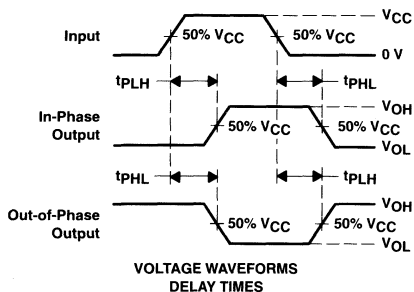 VCC
Input
50% VCC
50% VCC
0 V
tPLH
tPHL
In-Phase
Output
VOH
50% VCC
50% VCC
VOL
tPHL
tPLH
Out-of-Phase
Output
VOH
50% VCC
50% VCC
VOL
VOLTAGE WAVEFORMS
DELAY TIMES